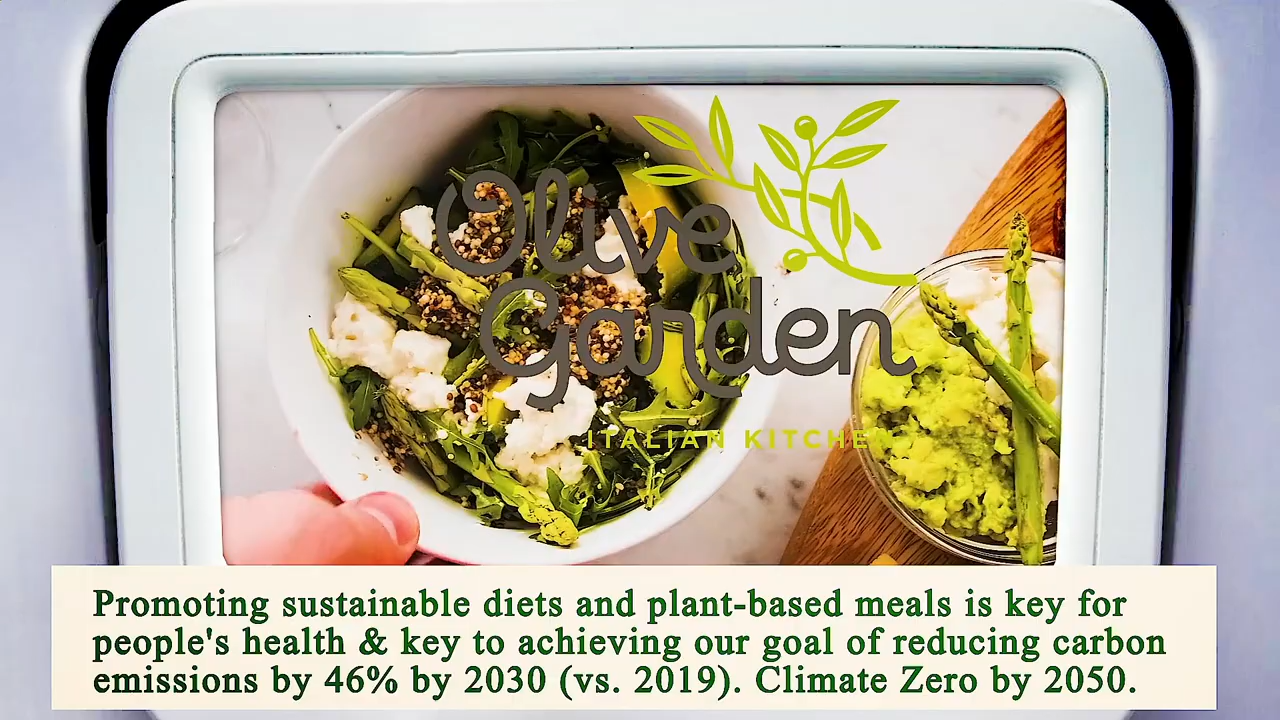 Olive
Garden
ITALIAN KITCHEN
Promoting sustainable diets and plant-based meals is key for
people's health & key to achieving our goal of reducing carbon
emissions by 46% by 2030 (vs. 2019). Climate Zero by 2050.